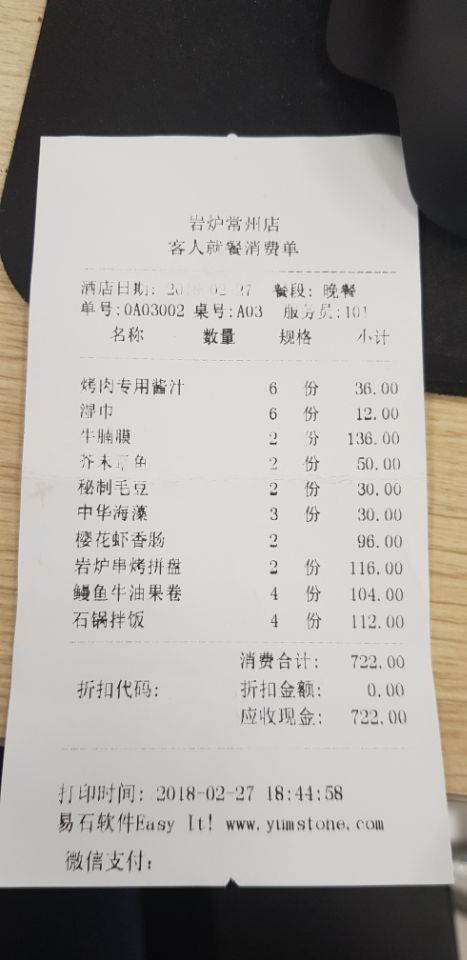 岩炉常州店
客人就餐消费单
酒店日期: 2018-02-27 餐段: 晚餐
单号:0A03002 桌号:A03 服务员:101
名称 数量 规格 小计
烤肉专用酱汁 6 份 36.00
湿巾 6 份 12.00
牛腩膜 2 份 136.00
芥末章鱼 2 份 50.00
秘制毛豆 2 份 30.00
中华海藻 3 份 30.00
樱花虾香肠 2 96.00
岩炉串烤拼盘 2 份 116.00
鳗鱼牛油果卷 4 份 104.00
石锅拌饭 4 份 112.00
消费合计: 722.00
折扣代码: 折扣金额: 0.00
应收现金: 722.00
打印时间: 2018-02-27 18:44:58
易石软件Easy It! www.yumstone.com
微信支付: